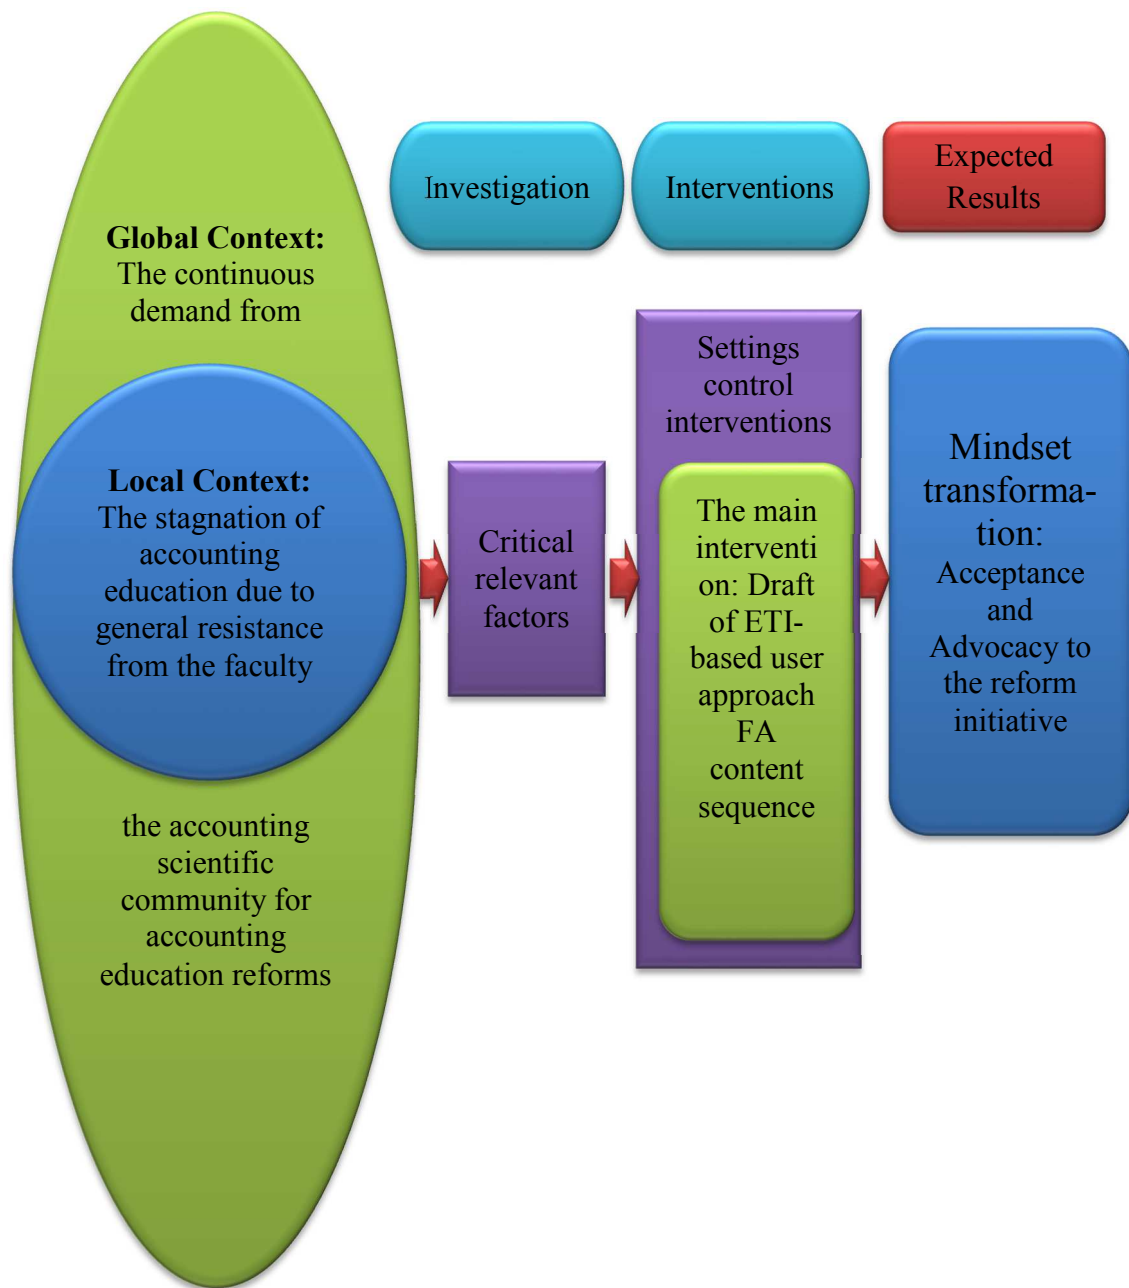 Global Context:
The continuous
demand from
Local Context:
The stagnation of
accounting
education due to
general resistance
from the faculty
the accounting
scientific
community for
accounting
education reforms
Investigation
Interventions
Expected
Results
Critical
relevant
factors
Settings
control
interventions
The main
interventi
on: Draft
of ETI-
based user
approach
FA
content
sequence
Mindset
transforma-
tion:
Acceptance
and
Advocacy to
the reform
initiative